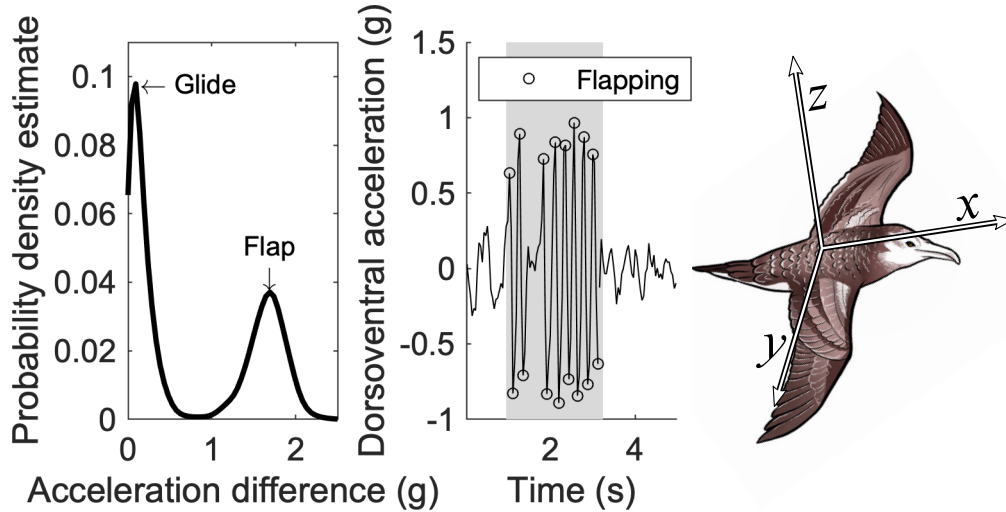 Probability density estimate
0.1
0.08
0.06
0.04
0.02
0
0
1
2
Acceleration difference (g)
Glide
Flap
Dorsoventral acceleration (g)
1.5
1
0.5
0
-0.5
-1
2
4
Time (s)
Flapping
z
x
y